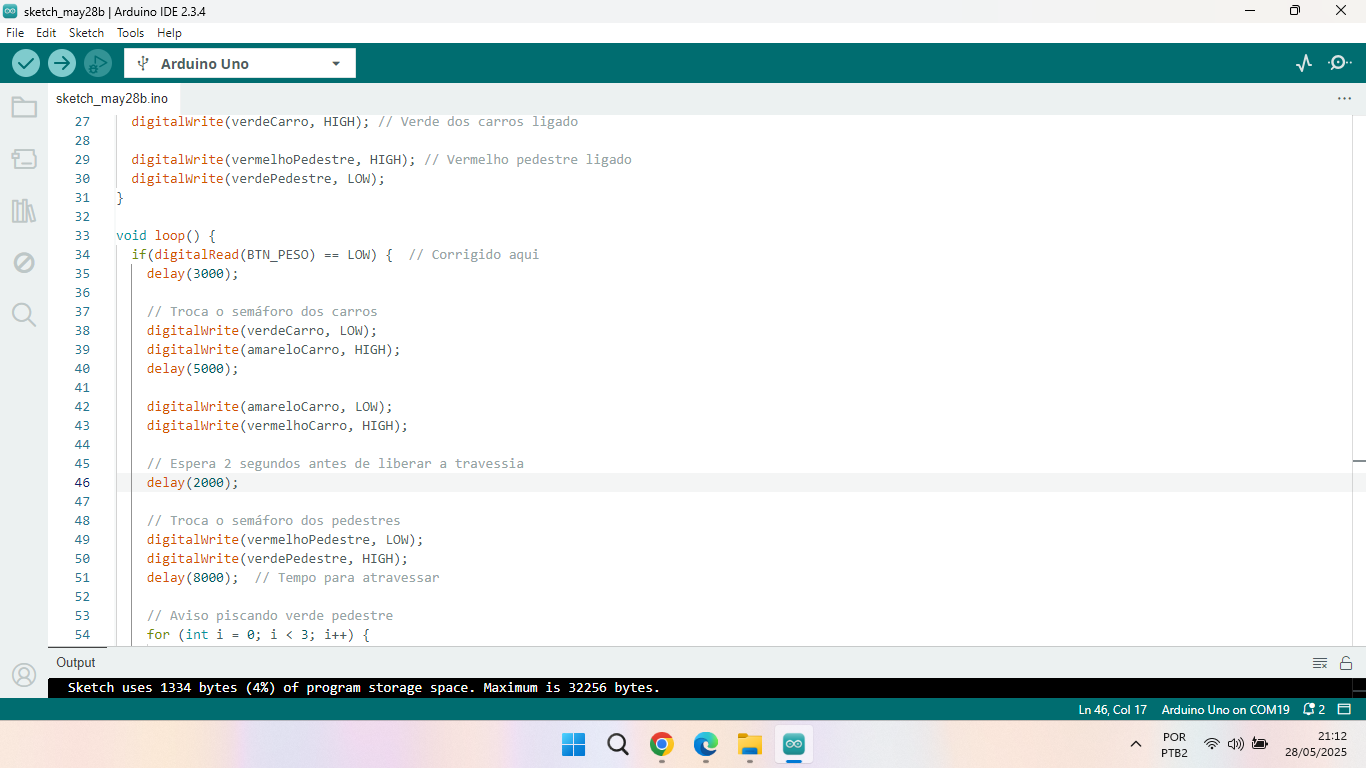 sketch_may28b | Arduino IDE 2.3.4
File Edit Sketch Tools Help
Arduino Uno
sketch_may28b.ino
27 digitalWrite(verdeCarro, HIGH); // Verde dos carros ligado
28
29 digitalWrite(vermelhoPedestre, HIGH); // Vermelho pedestre ligado
30 digitalWrite(verdePedestre, LOW);
31 }
32
33 void loop() {
34 if(digitalRead(BTN_PESO) == LOW) { // Corrigido aqui
35 delay(3000);
36
37 // Troca o semáforo dos carros
38 digitalWrite(verdeCarro, LOW);
39 digitalWrite(amareloCarro, HIGH);
40 delay(5000);
41
42 digitalWrite(amareloCarro, LOW);
43 digitalWrite(vermelhoCarro, HIGH);
44
45 // Espera 2 segundos antes de liberar a travessia
46 delay(2000);
47
48 // Troca o semáforo dos pedestres
49 digitalWrite(vermelhoPedestre, LOW);
50 digitalWrite(verdePedestre, HIGH);
51 delay(8000); // Tempo para atravessar
52
53 // Aviso piscando verde pedestre
54 for (int i = 0; i < 3; i++) {
Output
Sketch uses 1334 bytes (4%) of program storage space. Maximum is 32256 bytes.
Ln 46, Col 17 Arduino Uno on COM19 2
POR 21:12
PTB2 28/05/2025